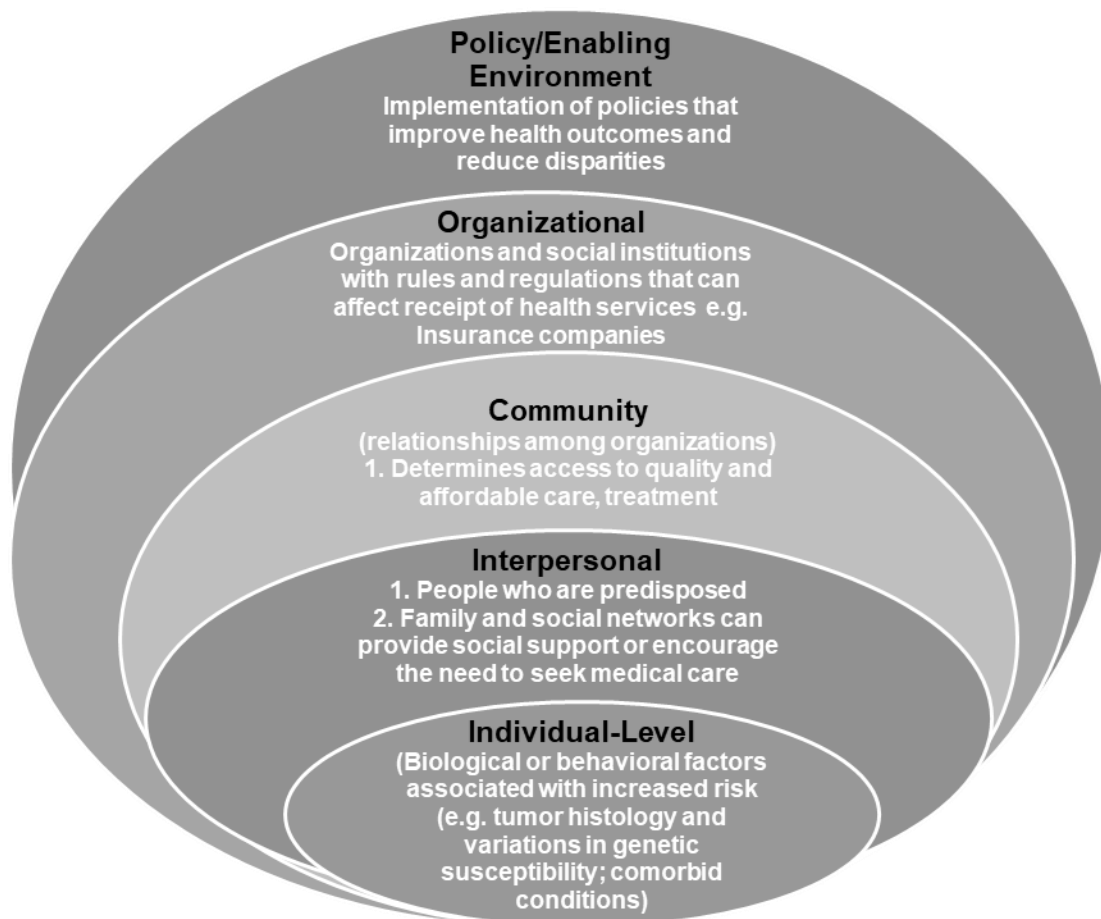 Policy/Enabling
Environment
Implementation of policies that
improve health outcomes and
reduce disparities
Organizational
Organizations and social institutions
with rules and regulations that can
affect receipt of health services e.g.
Insurance companies
Community
(relationships among organizations)
1. Determines access to quality and
affordable care, treatment
Interpersonal
1. People who are predisposed
2. Family and social networks can
provide social support or encourage
the need to seek medical care
Individual-Level
(Biological or behavioral factors
associated with increased risk
(e.g. tumor histology and
variations in genetic
susceptibility; comorbid
conditions)